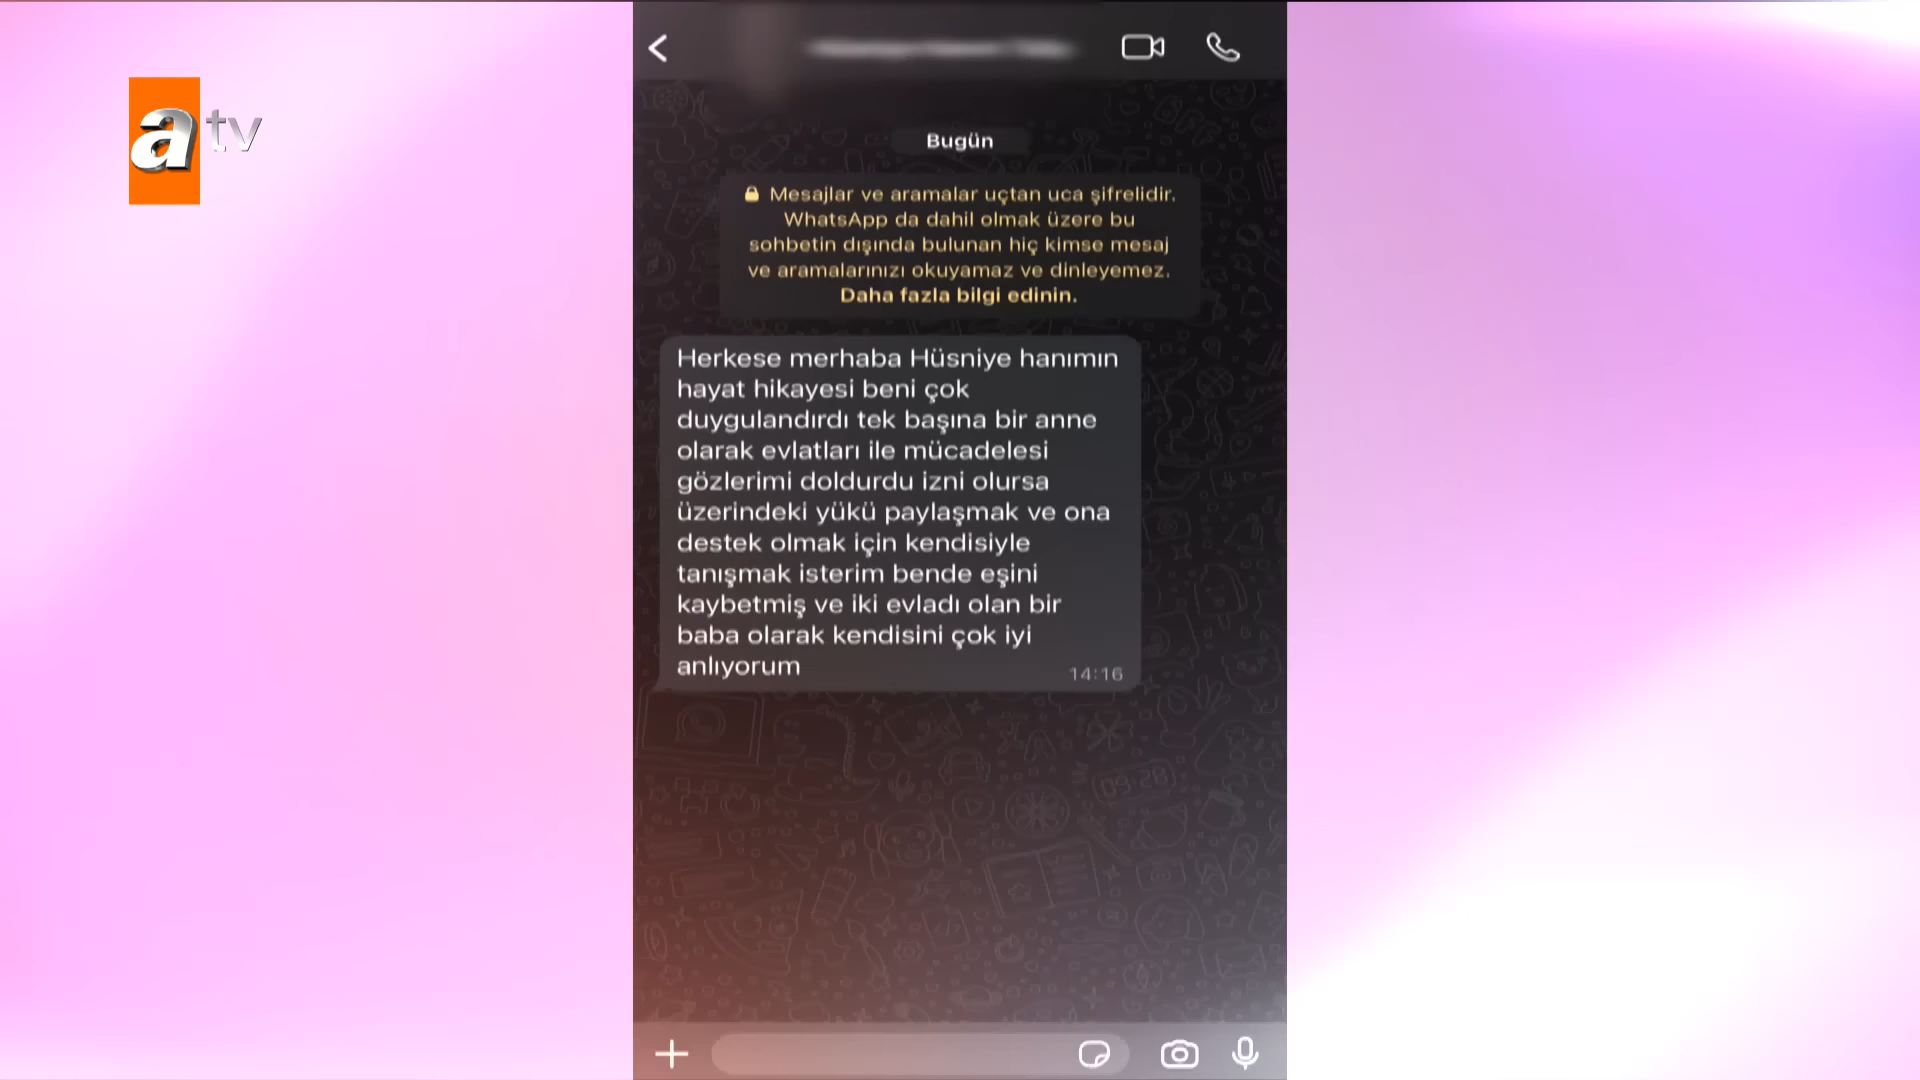 atv
Bugün
Mesajlar ve aramalar uçtan uca şifrelidir.
WhatsApp da dahil olmak üzere bu
sohbetin dışında bulunan hiç kimse mesaj
ve aramalarınızı okuyamaz ve dinleyemez.
Daha fazla bilgi edinin.
Herkese merhaba Hüsniye hanımın
hayat hikayesi beni çok
duygulandırdı tek başına bir anne
olarak evlatları ile mücadelesi
gözlerimi doldurdu izni olursa
üzerindeki yükü paylaşmak ve ona
destek olmak için kendisiyle
tanışmak isterim bende eşini
kaybetmiş ve iki evladı olan bir
baba olarak kendisini çok iyi
anlıyorum
14:16